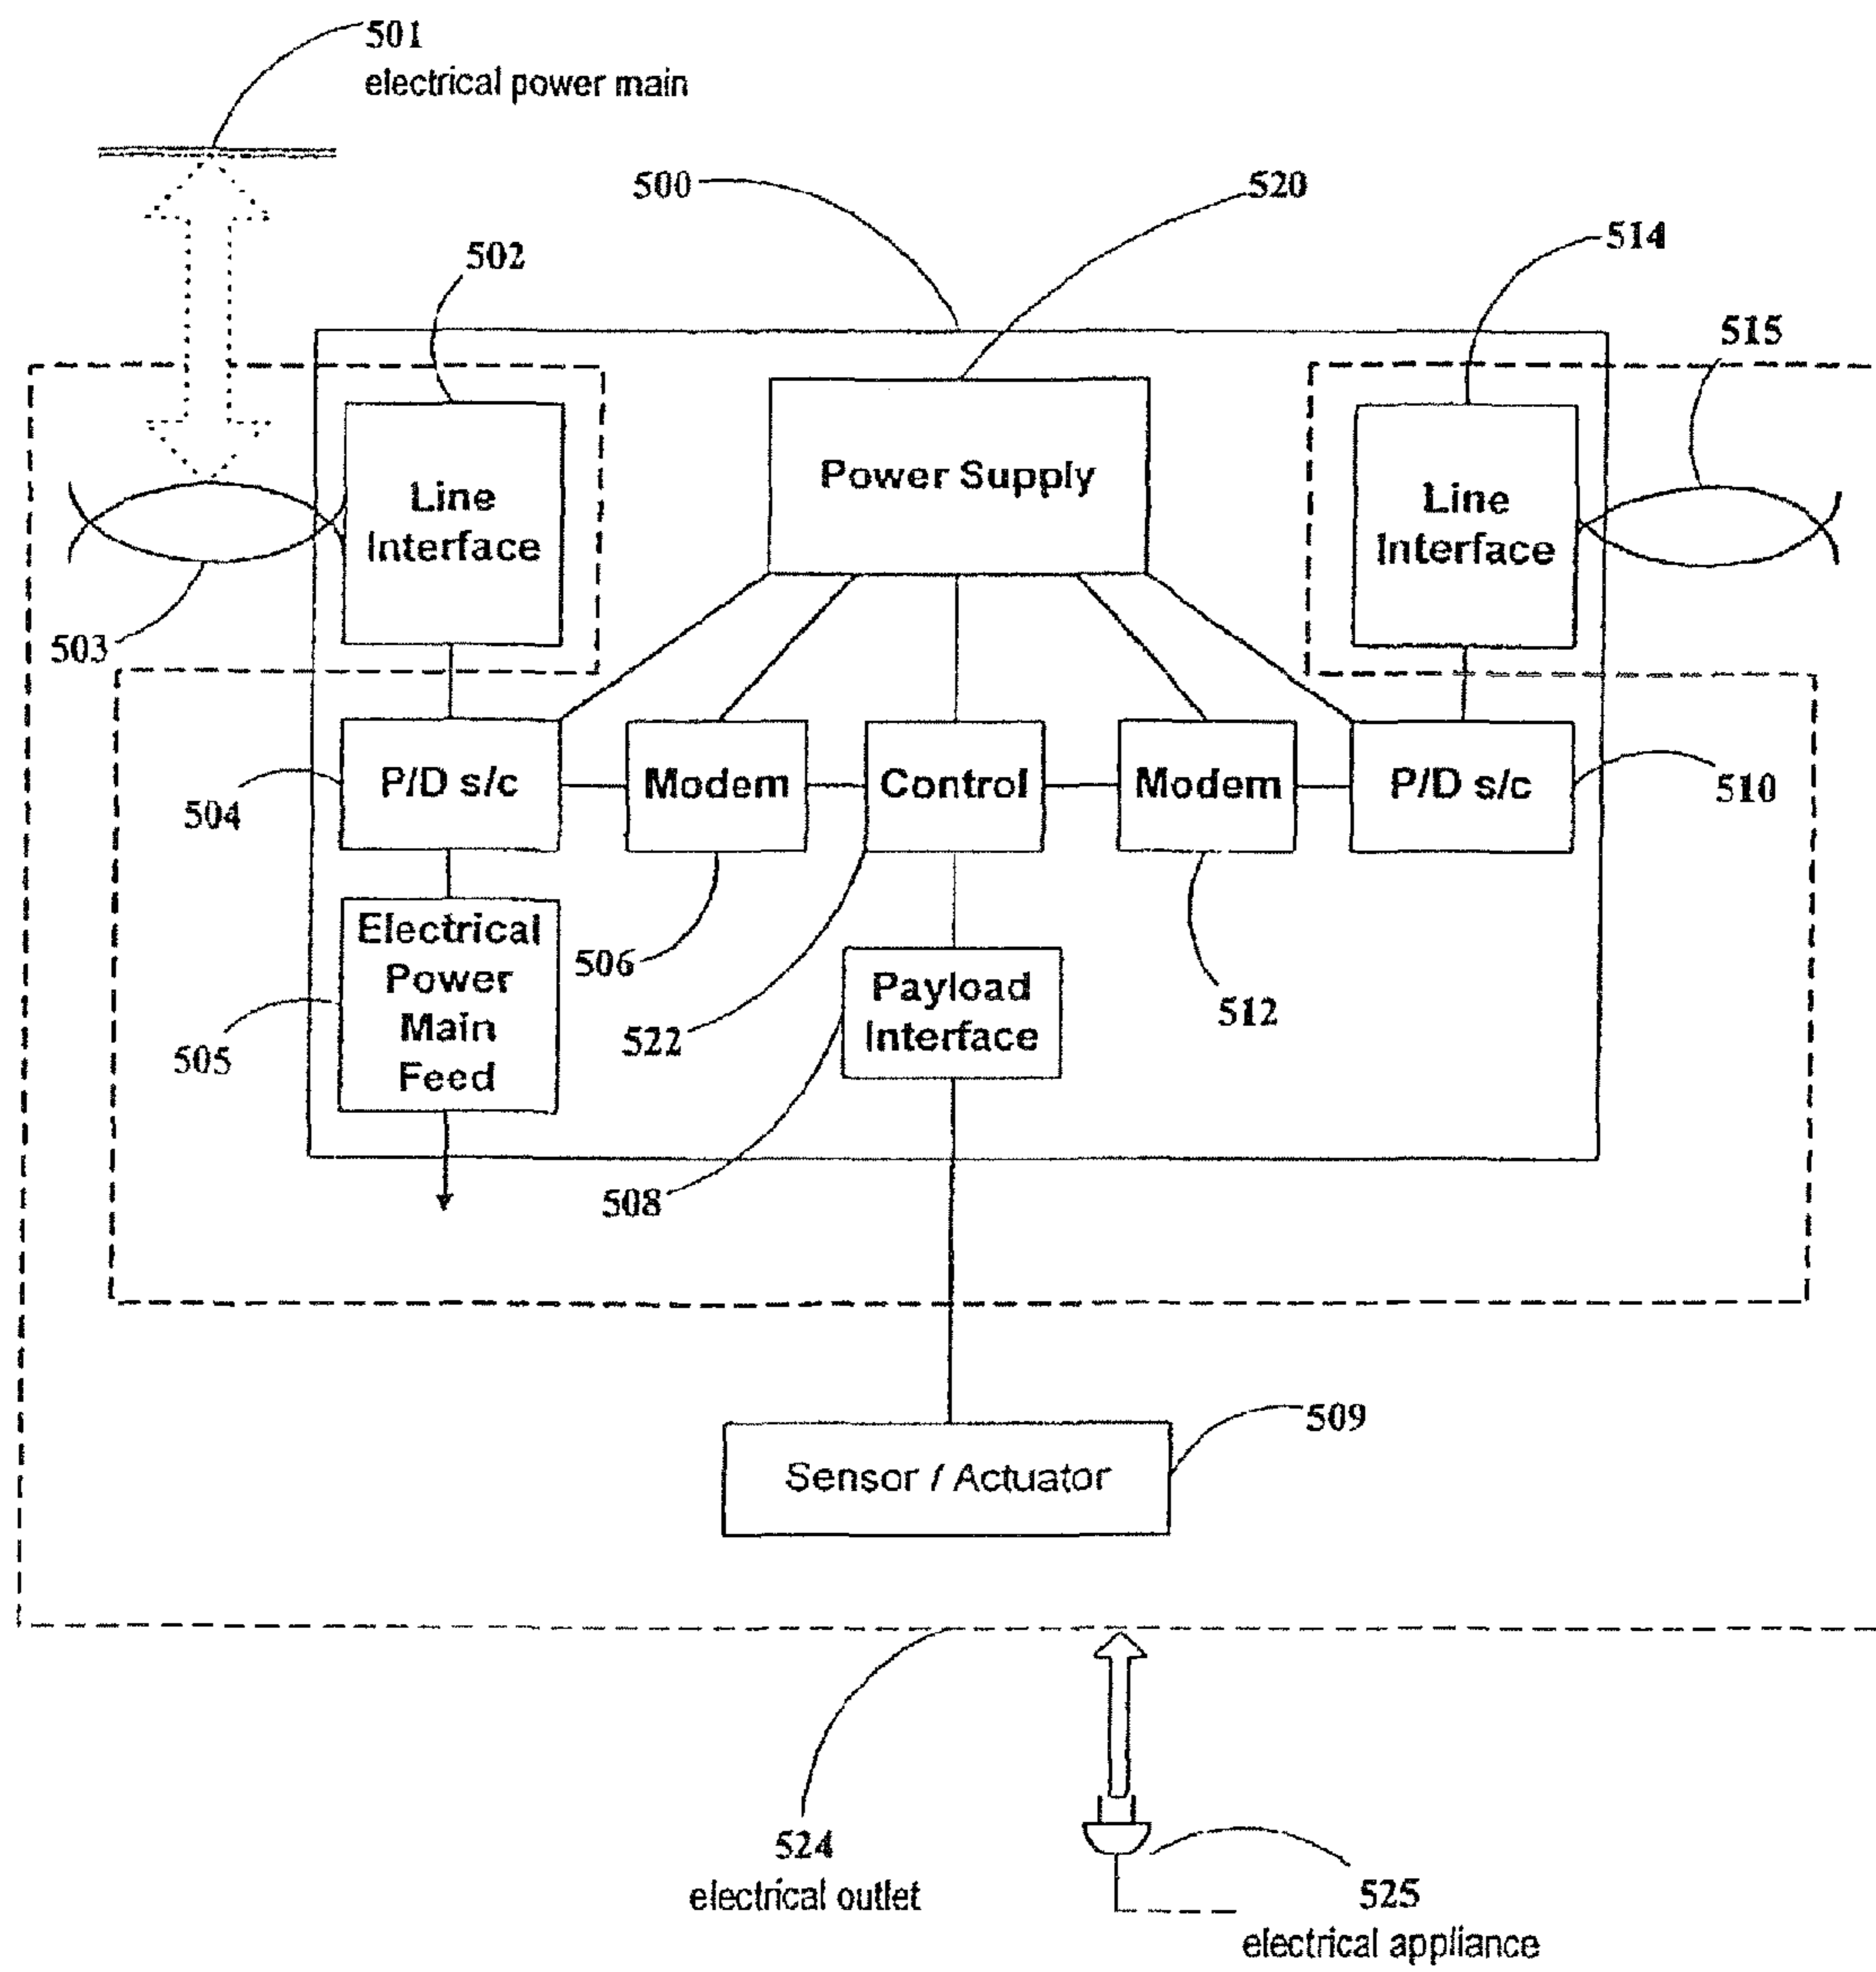 501
electrical power main
500
520
502
514
515
Line
Interface
Power Supply
Line
Interface
503
504
P/D s/c
Modem
Control
Modem
P/D s/c
510
Electrical
Power
Main
Feed
505
506
522
Payload
Interface
512
508
509
Sensor / Actuator
524
electrical outlet
525
electrical appliance